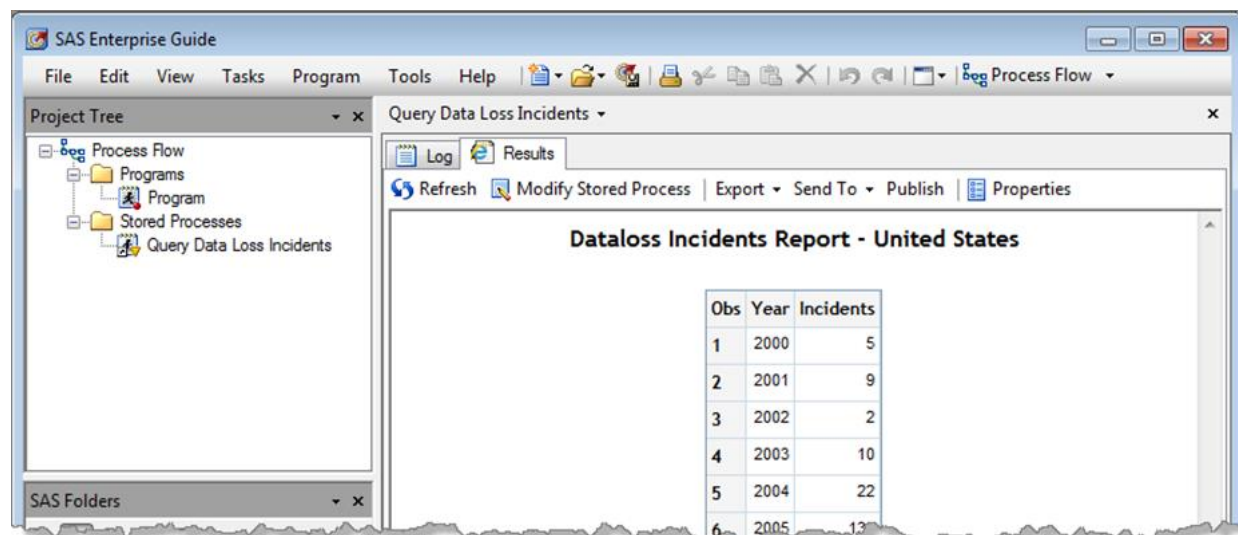 SAS Enterprise Guide
File Edit View Tasks Program Tools Help Process Flow
Project Tree
Process Flow
Programs
Program
Stored Processes
Query Data Loss Incidents
SAS Folders
Query Data Loss Incidents
Log Results
Refresh Modify Stored Process Export Send To Publish Properties
Dataloss Incidents Report - United States
Obs Year Incidents
1 2000 5
2 2001 9
3 2002 2
4 2003 10
5 2004 22
6 2005